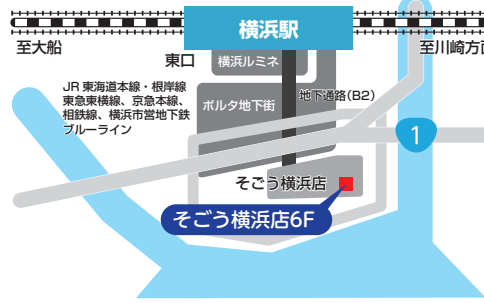 横浜駅
至大船
東口
横浜ルミネ
至川崎方面
JR 東海道本線・根岸線
東急東横線、京急本線、
相鉄線、横浜市営地下鉄
ブルーライン
ポルタ地下街
地下通路(B2)
1
そごう横浜店
そごう横浜店6F